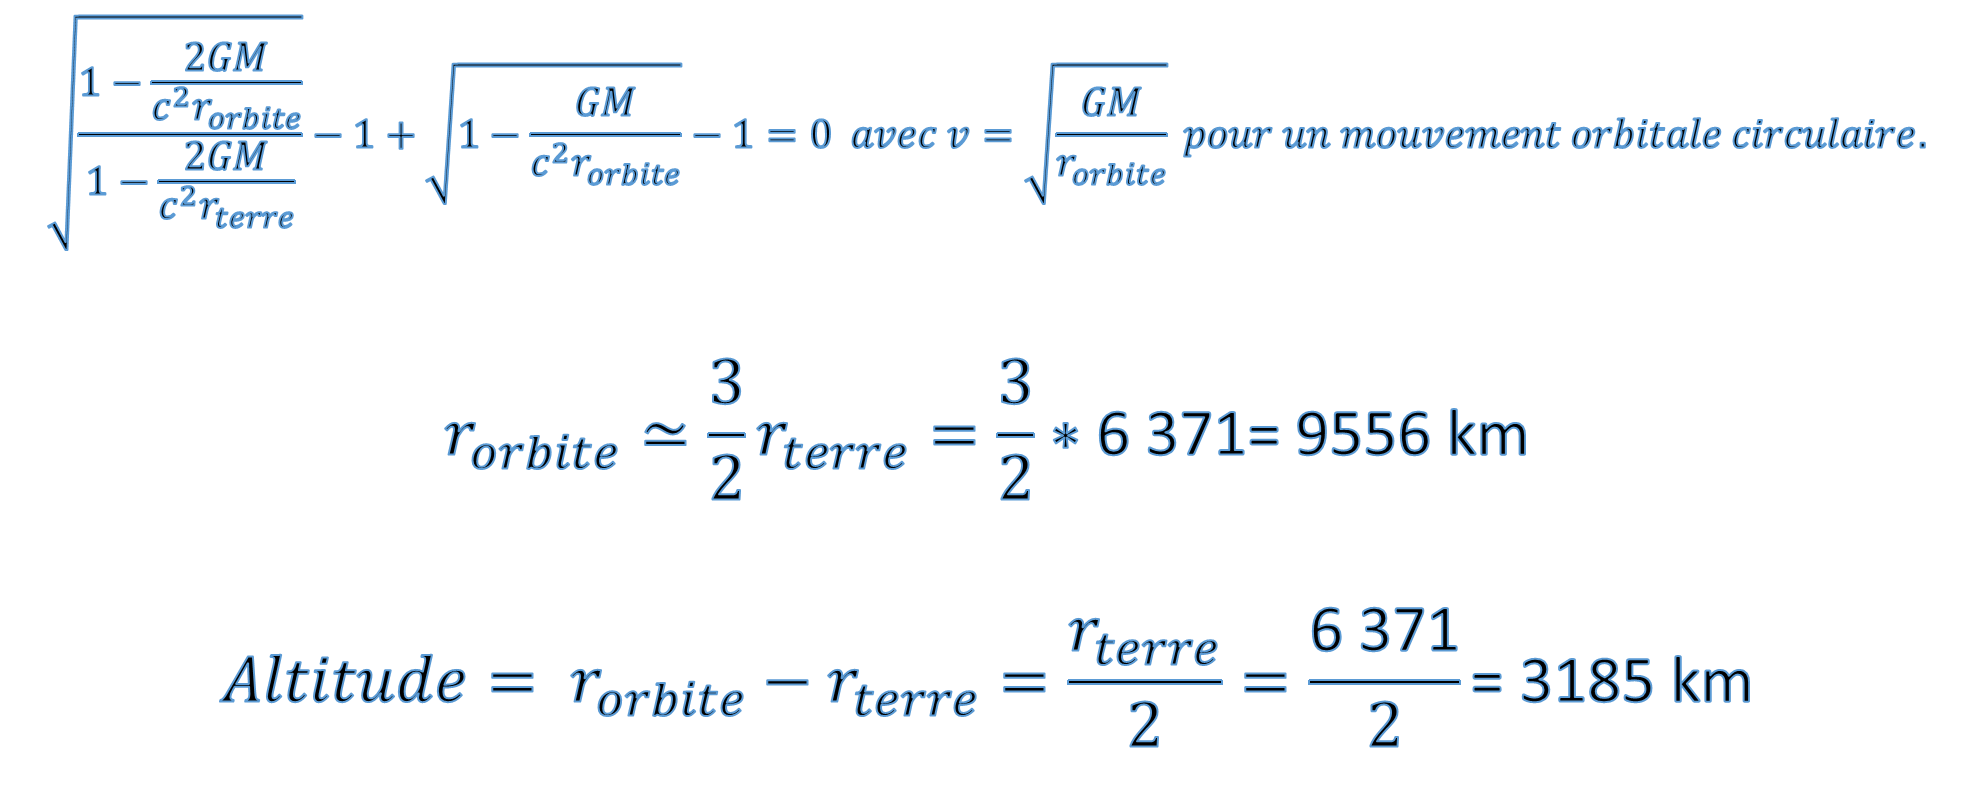 √((1 − 2GM/(c²r_orbite))/(1 − 2GM/(c²r_terre))) − 1 + √(1 − GM/(c²r_orbite)) − 1 = 0 avec v = √(GM/r_orbite) pour un mouvement orbitale circulaire.
r_orbite ≃ 3/2 r_terre = 3/2 * 6 371= 9556 km
Altitude = r_orbite − r_terre = r_terre/2 = 6 371/2 = 3185 km